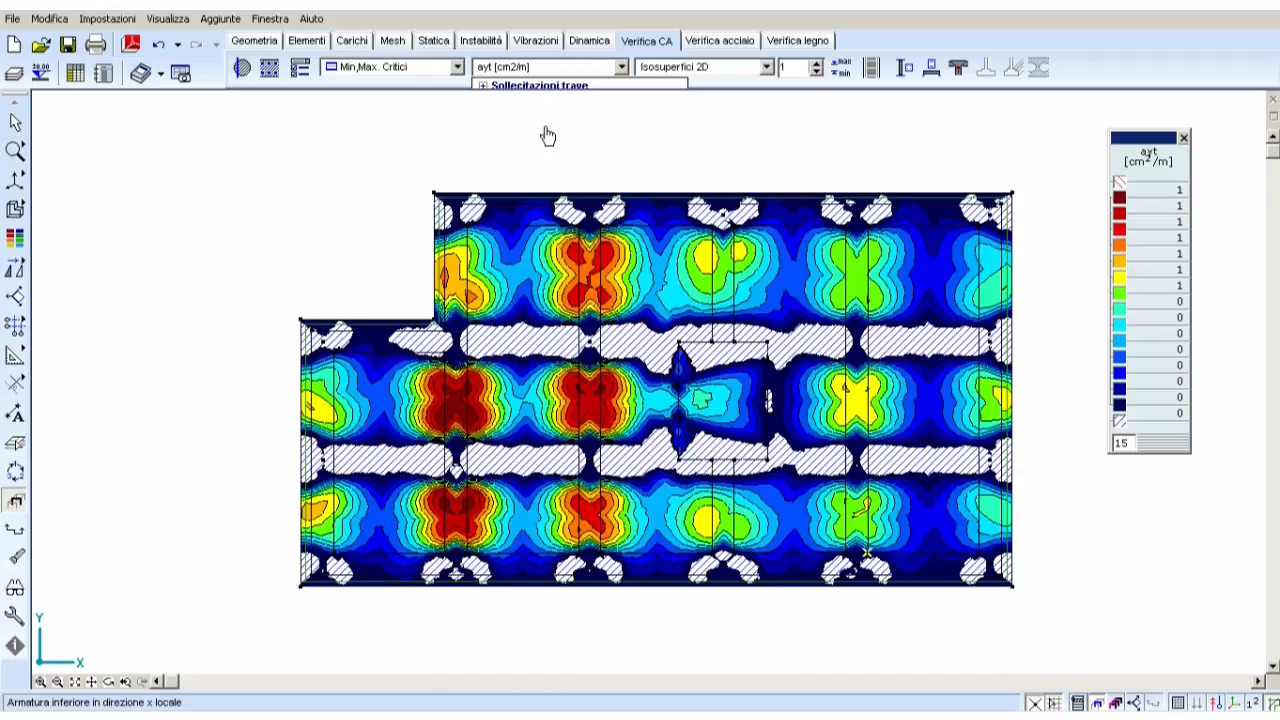 File Modifica Impostazioni Visualizza Aggiunte Finestra Aiuto
Geometria Elementi Carichi Mesh Statica Instabilità Vibrazioni Dinamica Verifica CA Verifica acciaio Verifica legno
Min,Max. Critici ayt [cm2/m] Isosuperfici 2D 1 max min
Sollecitazioni trave
ayt
[cm²/m]
1
1
1
1
1
1
1
0
0
0
0
0
0
0
0
15
Y
X
Armatura inferiore in direzione x locale